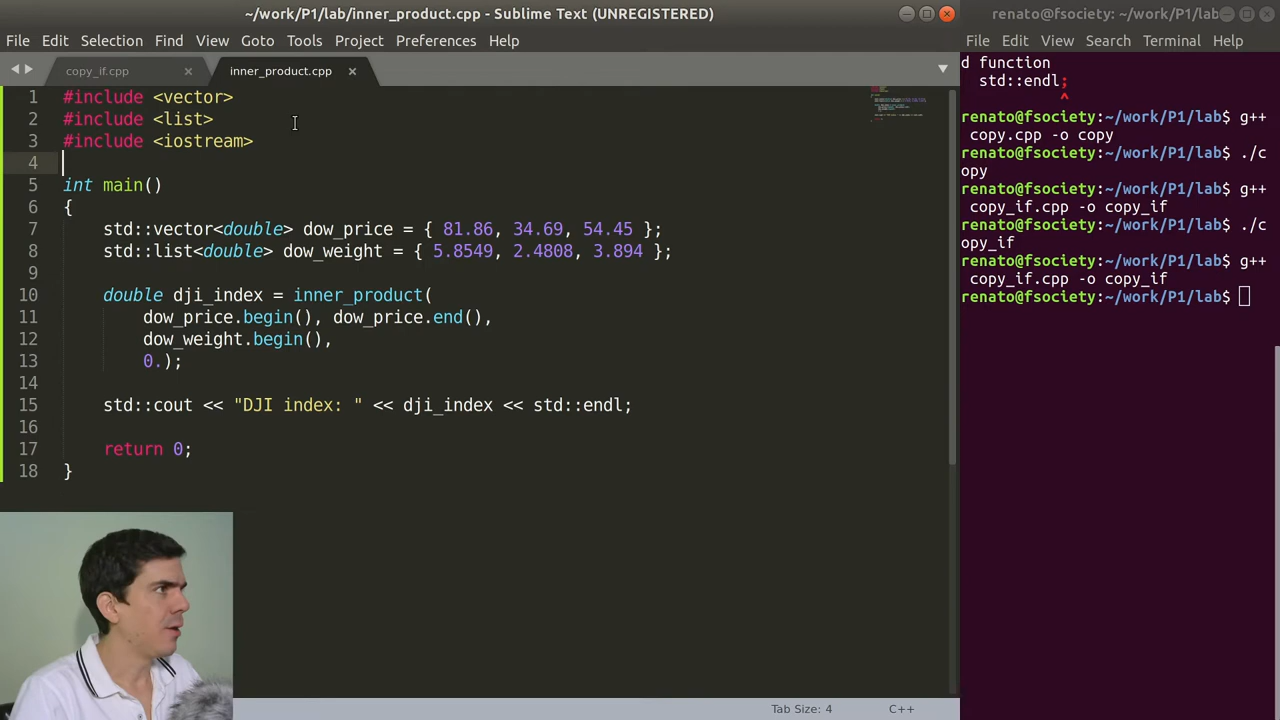 ~/work/P1/lab/inner_product.cpp - Sublime Text (UNREGISTERED)
File Edit Selection Find View Goto Tools Project Preferences Help
copy_if.cpp
inner_product.cpp
1 #include <vector>
2 #include <list>
3 #include <iostream>
4
5 int main()
6 {
7 std::vector<double> dow_price = { 81.86, 34.69, 54.45 };
8 std::list<double> dow_weight = { 5.8549, 2.4808, 3.894 };
9
10 double dji_index = inner_product(
11 dow_price.begin(), dow_price.end(),
12 dow_weight.begin(),
13 0.);
14
15 std::cout << "DJI index: " << dji_index << std::endl;
16
17 return 0;
18 }
Tab Size: 4 C++
renato@fsociety: ~/work/P1/lab
File Edit View Search Terminal Help
d function
std::endl;
^
renato@fsociety:~/work/P1/lab$ g++
copy.cpp -o copy
renato@fsociety:~/work/P1/lab$ ./c
opy
renato@fsociety:~/work/P1/lab$ g++
copy_if.cpp -o copy_if
renato@fsociety:~/work/P1/lab$ ./c
opy_if
renato@fsociety:~/work/P1/lab$ g++
copy_if.cpp -o copy_if
renato@fsociety:~/work/P1/lab$